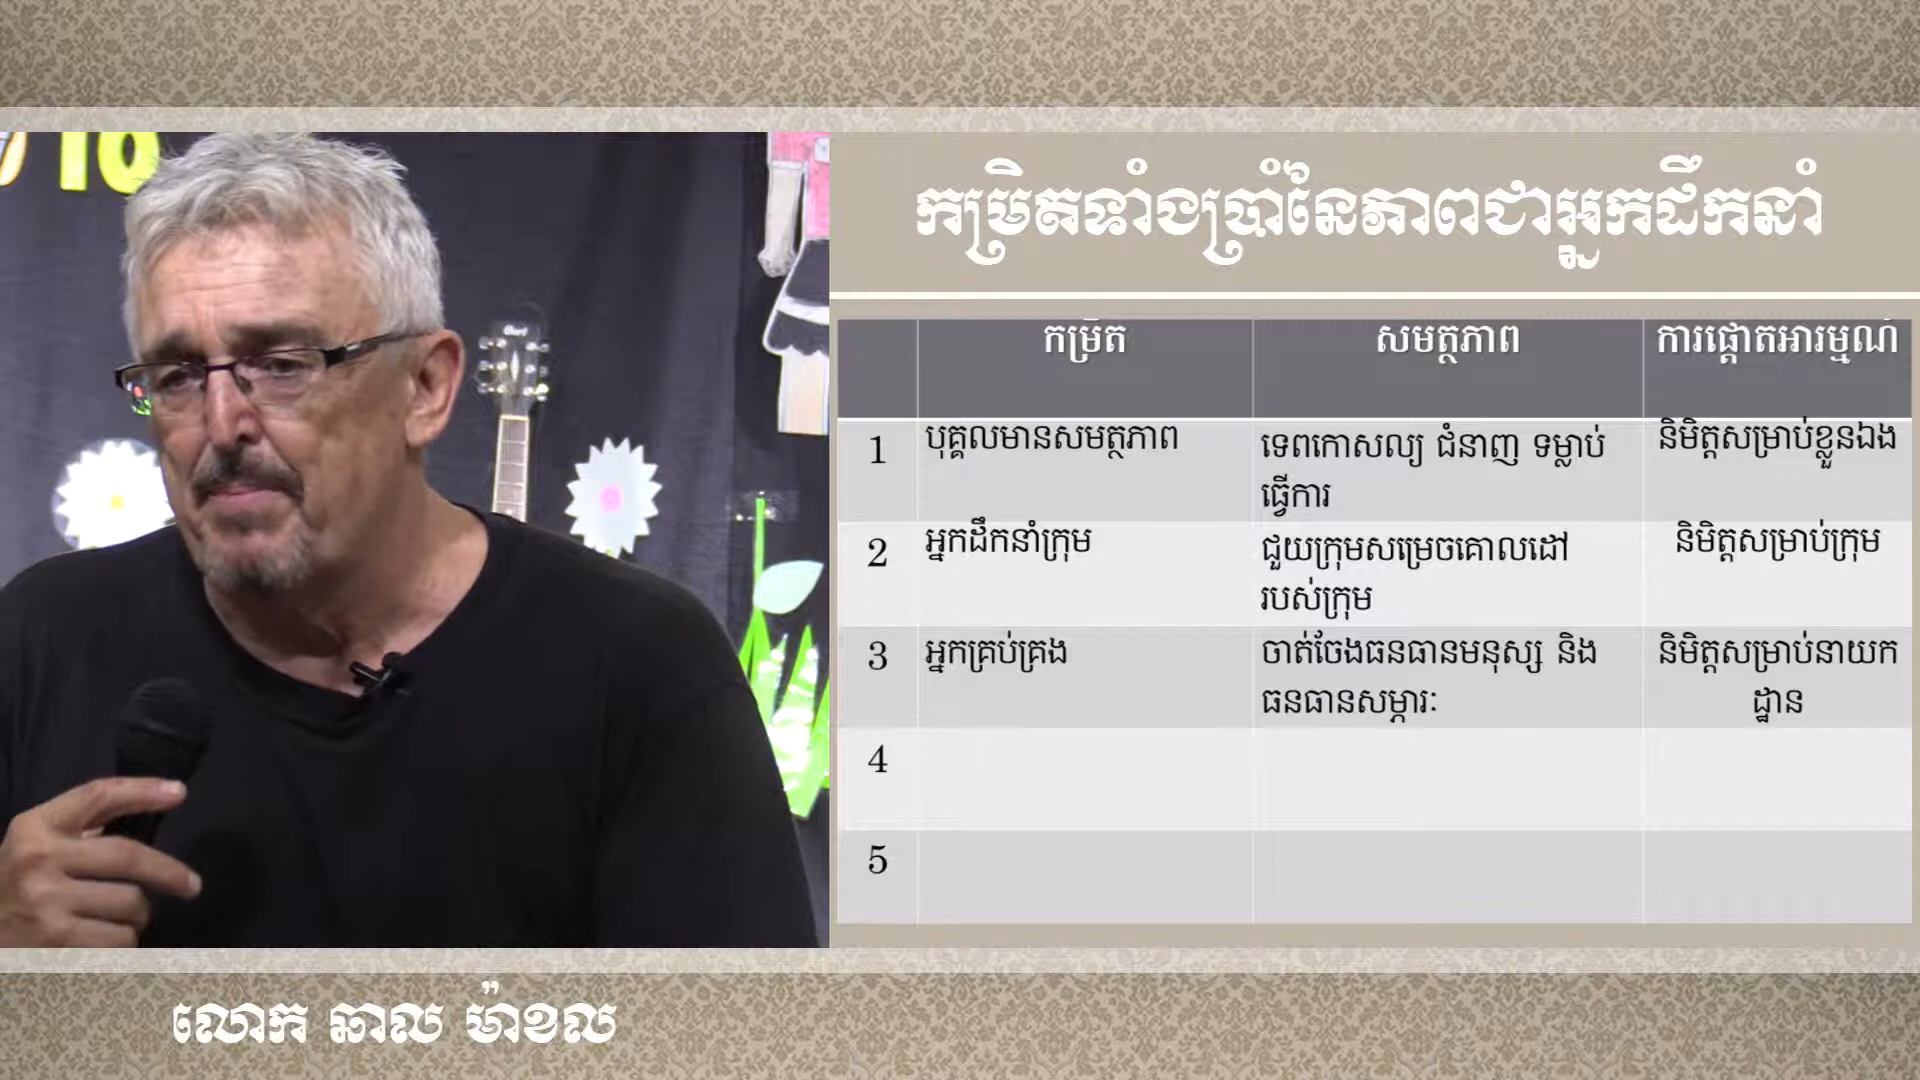 18
កម្រិតទាំងប្រាំនៃភាពជាអ្នកដឹកនាំ
កម្រិត
សមត្ថភាព
ការផ្ដោតអារម្មណ៍
1
បុគ្គលមានសមត្ថភាព
ទេពកោសល្យ ជំនាញ ទម្លាប់
ធ្វើការ
និមិត្តសម្រាប់ខ្លួនឯង
2
អ្នកដឹកនាំក្រុម
ជួយក្រុមសម្រេចគោលដៅ
របស់ក្រុម
និមិត្តសម្រាប់ក្រុម
3
អ្នកគ្រប់គ្រង
ចាត់ចែងធនធានមនុស្ស និង
ធនធានសម្ភារៈ
និមិត្តសម្រាប់នាយក
ដ្ឋាន
4
5
លោក ឆាល ម៉ាខល